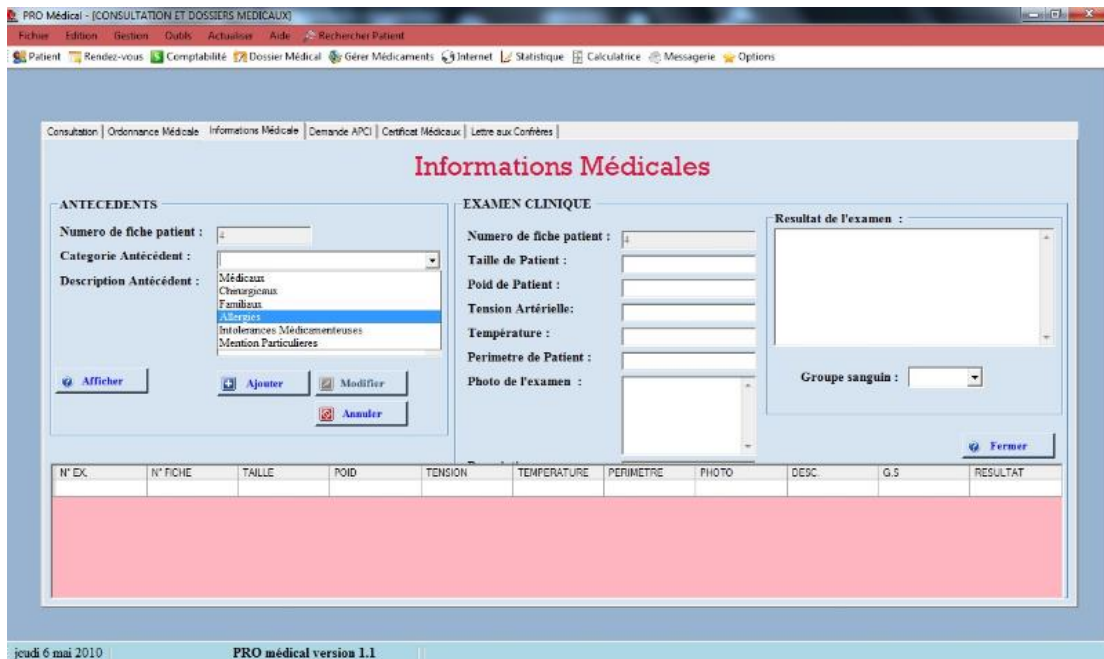 PRO Médical - [CONSULTATION ET DOSSIERS MEDICAUX]
Fichier Edition Gestion Outils Actualiser Aide Rechercher Patient
Patient Rendez-vous Comptabilité Dossier Médical Gérer Médicaments Internet Statistique Calculatrice Messagerie Options
Consultation Ordonnance Médicale Informations Médicale Demande APCI Certificat Médicaux Lettre aux Confrères
Informations Médicales
ANTECEDENTS
Numero de fiche patient : 4
Categorie Antécédent :
Description Antécédent :
Médicaux
Chirurgicaux
Familiaux
Allergies
Intolerances Médicamenteuses
Mention Particulieres
Afficher
Ajouter
Modifier
Annuler
EXAMEN CLINIQUE
Numero de fiche patient : 4
Taille de Patient :
Poid de Patient :
Tension Artérielle:
Température :
Perimetre de Patient :
Photo de l'examen :
Resultat de l'examen :
Groupe sanguin :
Fermer
N° EX. N° FICHE TAILLE POID TENSION TEMPERATURE PERIMETRE PHOTO DESC. G.S RESULTAT
jeudi 6 mai 2010 PRO médical version 1.1